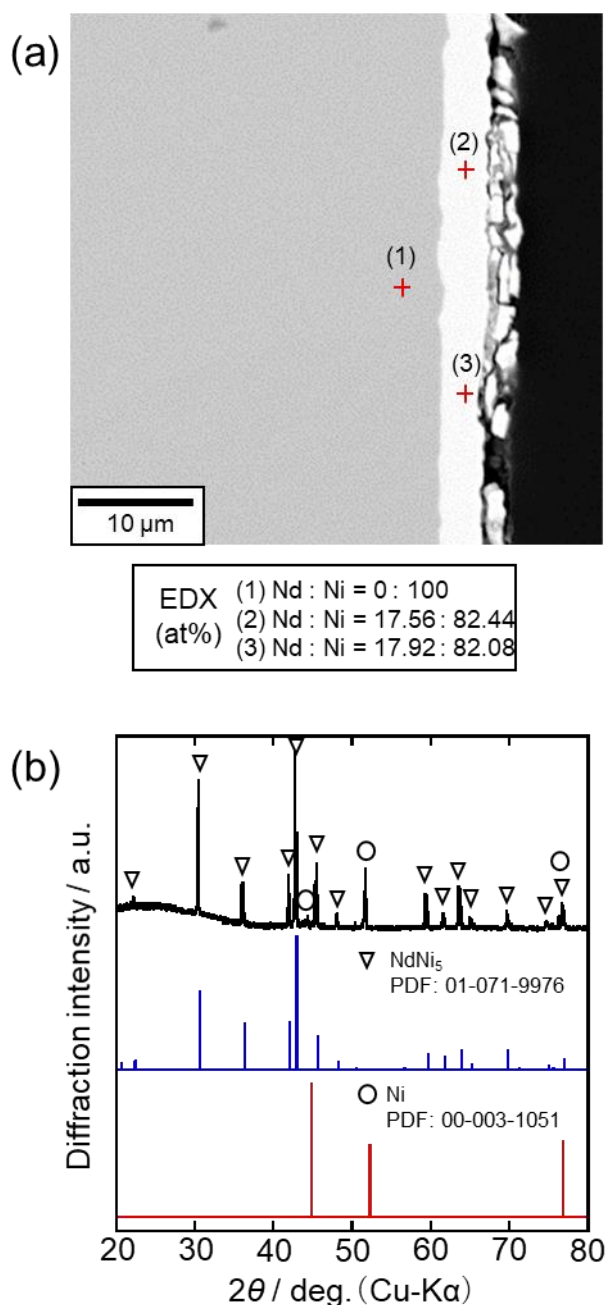 (a)
(2)
(1)
(3)
10 μm
EDX
(at%)
(1) Nd : Ni = 0 : 100
(2) Nd : Ni = 17.56 : 82.44
(3) Nd : Ni = 17.92 : 82.08
(b)
Diffraction intensity / a.u.
NdNi₅
PDF: 01-071-9976
Ni
PDF: 00-003-1051
20 30 40 50 60 70 80
2θ / deg. (Cu-Kα)